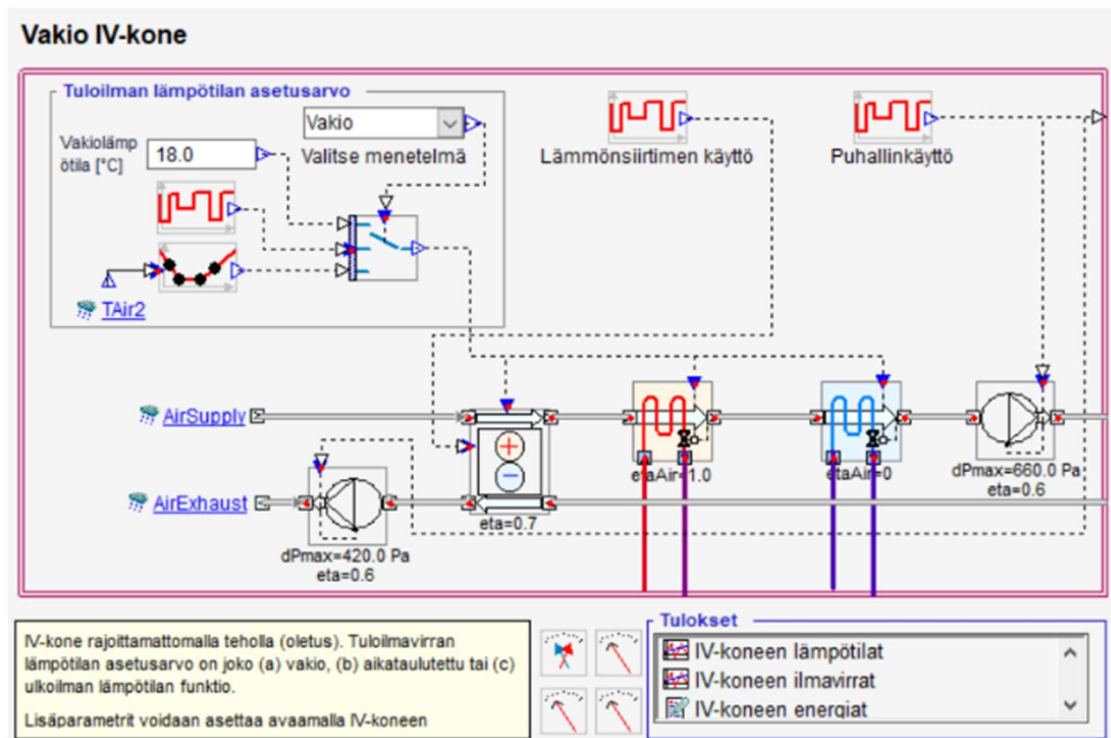 Vakio IV-kone
Tuloilman lämpötilan asetusarvo
Vakio
Vakiolämp
ötila [°C]
18.0
Valitse menetelmä
Lämmönsiirtimen käyttö
Puhallinkäyttö
TAir2
AirSupply
etaAir=1.0
etaAir=0
dPmax=660.0 Pa
eta=0.6
AirExhaust
eta=0.7
dPmax=420.0 Pa
eta=0.6
IV-kone rajoittamattomalla teholla (oletus). Tuloilmavirran
lämpötilan asetusarvo on joko (a) vakio, (b) aikataulutettu tai (c)
ulkoilman lämpötilan funktio.
Lisäparametrit voidaan asettaa avaamalla IV-koneen
Tulokset
IV-koneen lämpötilat
IV-koneen ilmavirrat
IV-koneen energiat